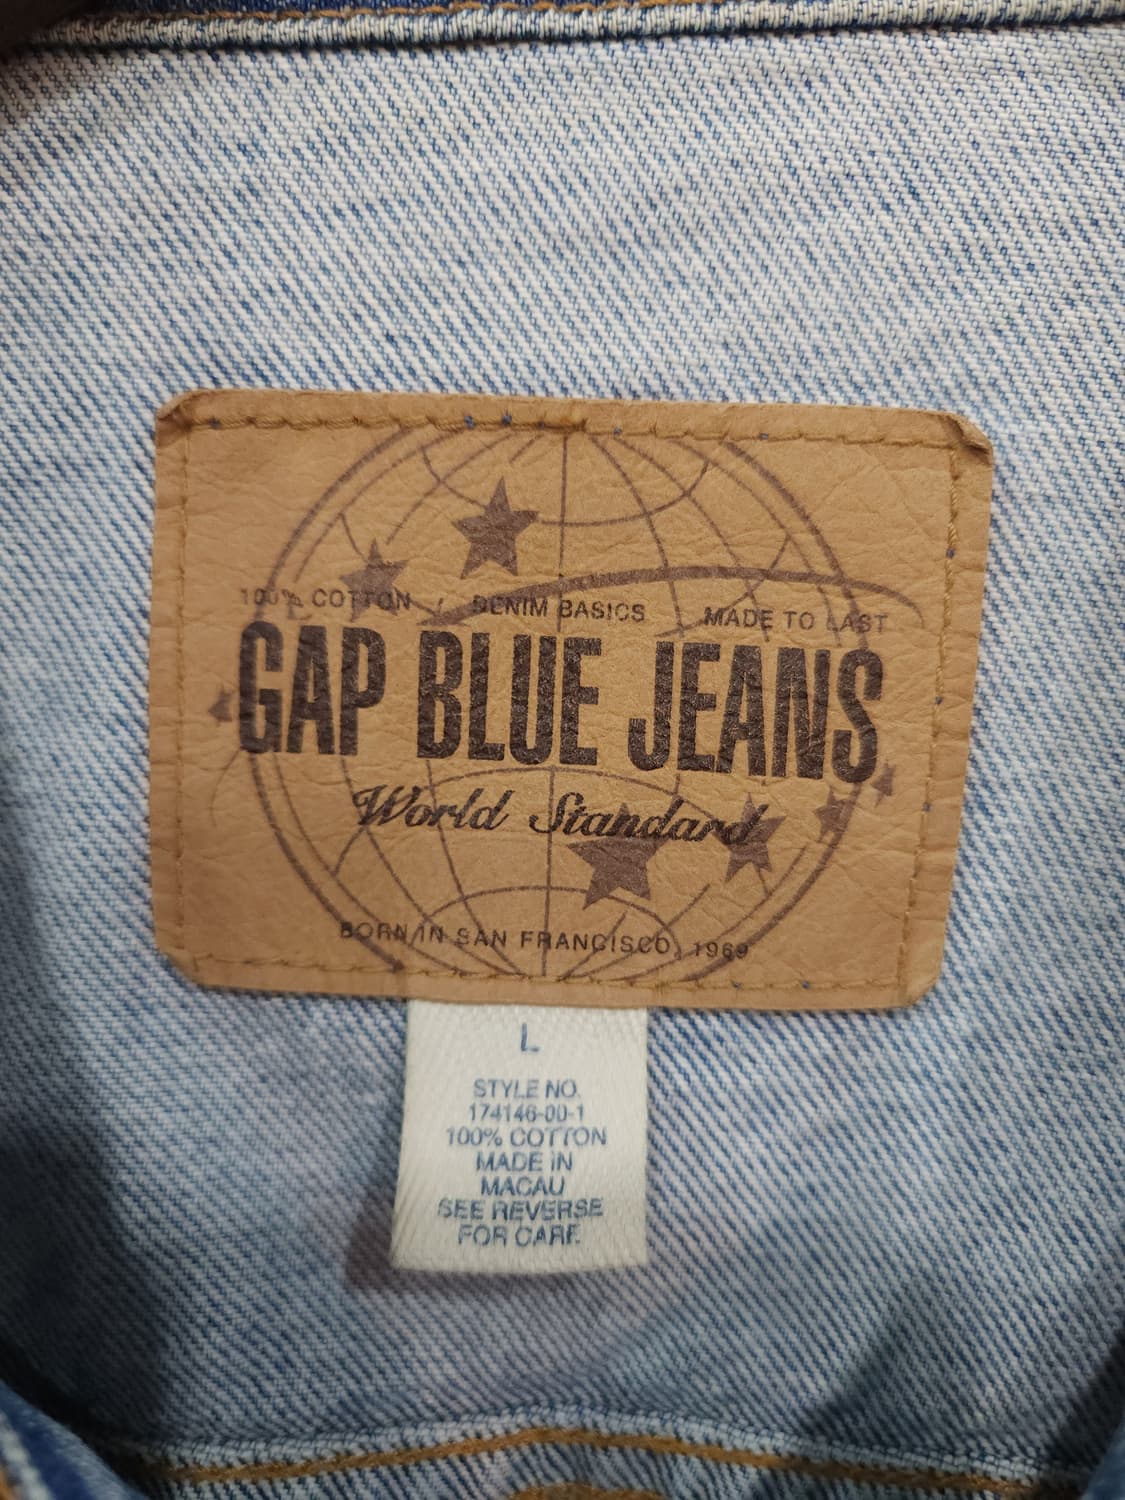 100% COTTON / DENIM BASICS MADE TO LAST
GAP BLUE JEANS
World Standard
BORN IN SAN FRANCISCO, 1969
L
STYLE NO.
174146-00-1
100% COTTON
MADE IN
MACAU
SEE REVERSE
FOR CARE